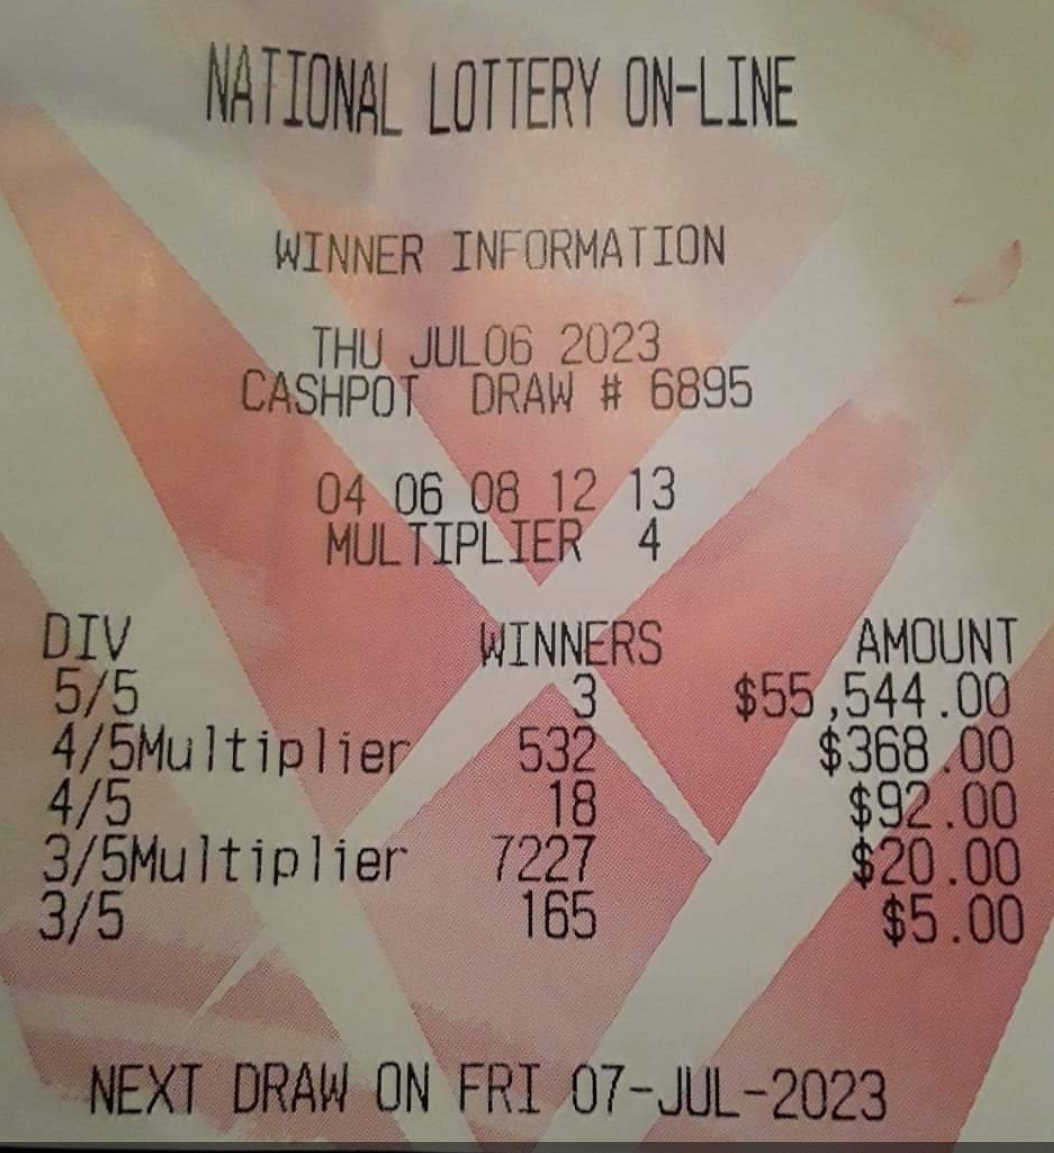 NATIONAL LOTTERY ON-LINE
WINNER INFORMATION
THU JUL06 2023
CASHPOT DRAW # 6895
04 06 08 12 13
MULTIPLIER 4
DIV WINNERS AMOUNT
5/5 3 $55,544.00
4/5Multiplier 532 $368.00
4/5 18 $92.00
3/5Multiplier 7227 $20.00
3/5 165 $5.00
NEXT DRAW ON FRI 07-JUL-2023